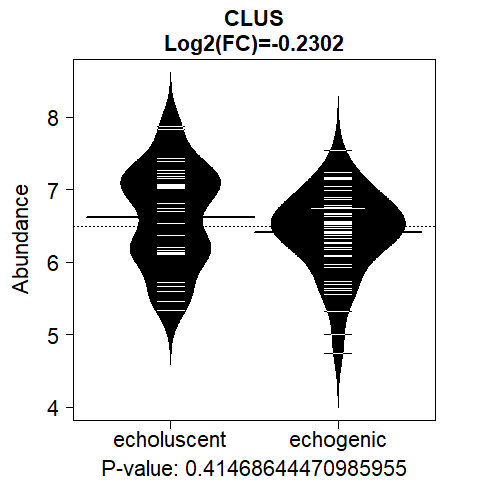 CLUS
Log2(FC)=-0.2302
Abundance
8
7
6
5
4
echoluscent echogenic
P-value: 0.41468644470985955